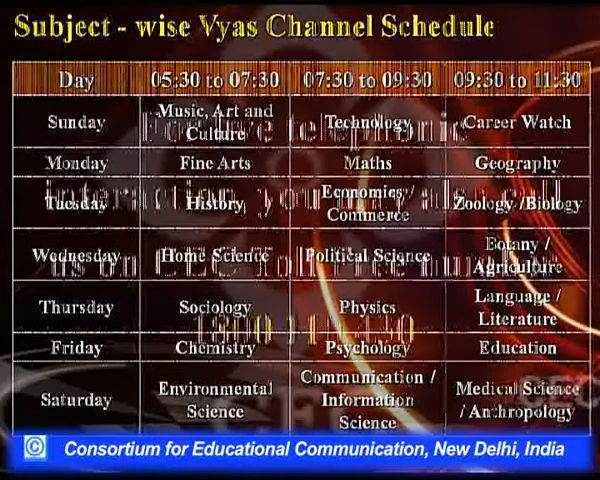 Subject - wise Vyas Channel Schedule
Day 05:30 to 07:30 07:30 to 09:30 09:30 to 11:30
Sunday Music, Art and Culture Technology Career Watch
Monday Fine Arts Maths Geography
Tuesday History Economics / Commerce Zoology /Biology
Wednesday Home Science Political Science Botany / Agriculture
Thursday Sociology Physics Language / Literature
Friday Chemistry Psychology Education
Saturday Environmental Science Communication / Information Science Medical Science / Anthropology
© Consortium for Educational Communication, New Delhi, India